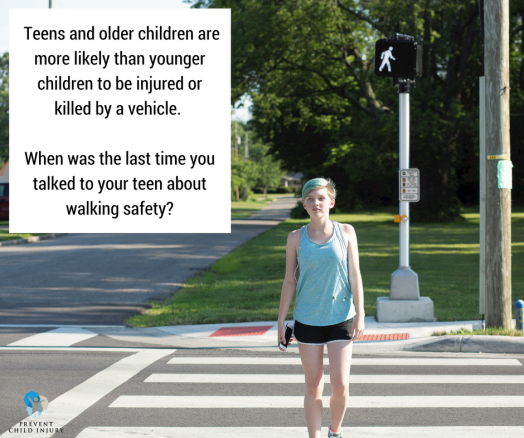 Teens and older children are
more likely than younger
children to be injured or
killed by a vehicle.
When was the last time you
talked to your teen about
walking safety?
PREVENT
CHILD INJURY